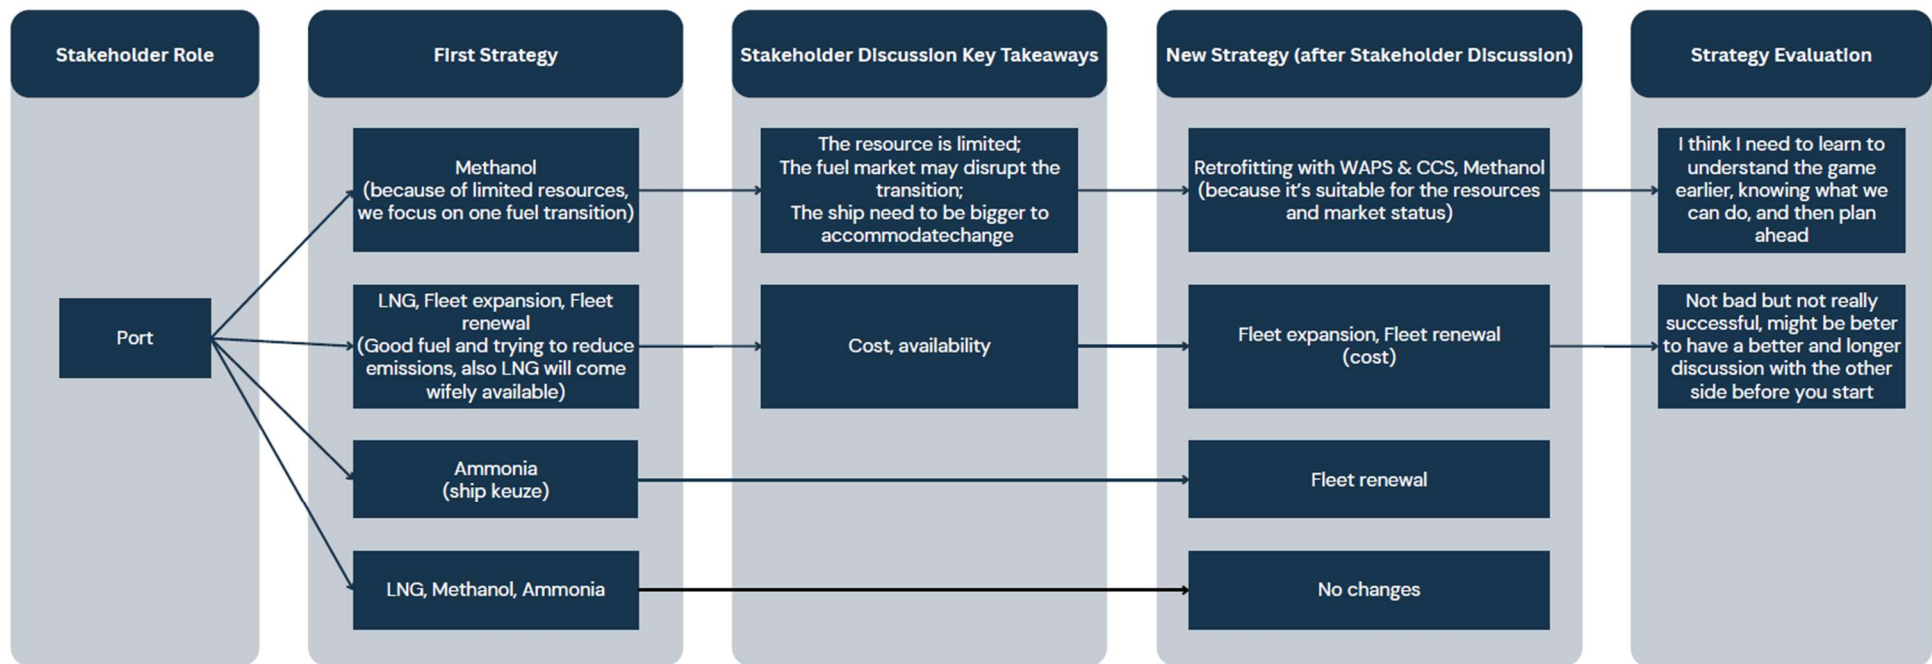 Stakeholder Role
First Strategy
Stakeholder Discussion Key Takeaways
New Strategy (after Stakeholder Discussion)
Strategy Evaluation
Port
Methanol
(because of limited resources,
we focus on one fuel transition)
The resource is limited;
The fuel market may disrupt the
transition;
The ship need to be bigger to
accommodatechange
Retrofitting with WAPS & CCS, Methanol
(because it's suitable for the resources
and market status)
I think I need to learn to
understand the game
earlier, knowing what we
can do, and then plan
ahead
LNG, Fleet expansion, Fleet
renewal
(Good fuel and trying to reduce
emissions, also LNG will come
wifely available)
Cost, availability
Fleet expansion, Fleet renewal
(cost)
Not bad but not really
successful, might be beter
to have a better and longer
discussion with the other
side before you start
Ammonia
(ship keuze)
Fleet renewal
LNG, Methanol, Ammonia
No changes